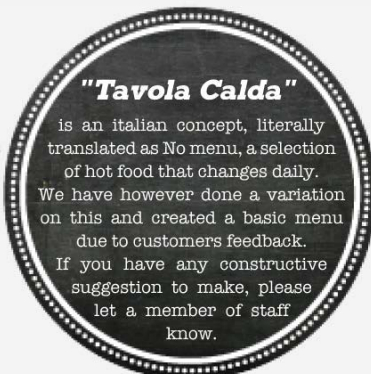 "Tavola Calda"
is an italian concept, literally
translated as No menu, a selection
of hot food that changes daily.
We have however done a variation
on this and created a basic menu
due to customers feedback.
If you have any constructive
suggestion to make, please
let a member of staff
know.